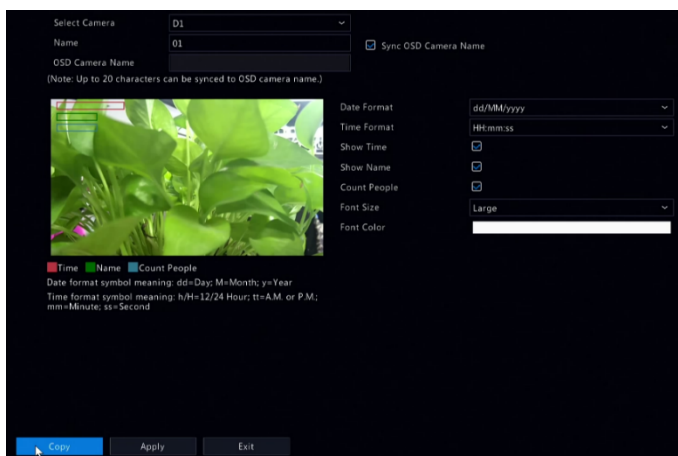 Select Camera D1
Name 01 Sync OSD Camera Name
OSD Camera Name
(Note: Up to 20 characters can be synced to OSD camera name.)
Date Format dd/MM/yyyy
Time Format HH:mm:ss
Show Time
Show Name
Count People
Font Size Large
Font Color
Time Name Count People
Date format symbol meaning: dd=Day; M=Month; y=Year
Time format symbol meaning: h/H=12/24 Hour; tt=A.M. or P.M.;
mm=Minute; ss=Second
Copy Apply Exit